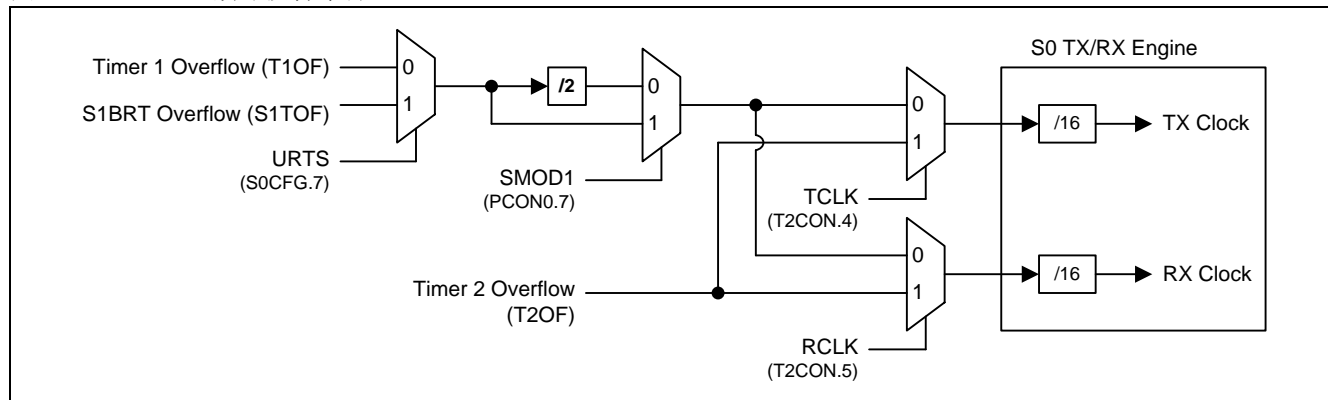 S0 TX/RX Engine
Timer 1 Overflow (T1OF)
0
S1BRT Overflow (S1TOF)
1
URTS
(S0CFG.7)
/2
0
1
SMOD1
(PCON0.7)
0
1
TCLK
(T2CON.4)
/16
TX Clock
Timer 2 Overflow
(T2OF)
0
1
RCLK
(T2CON.5)
/16
RX Clock